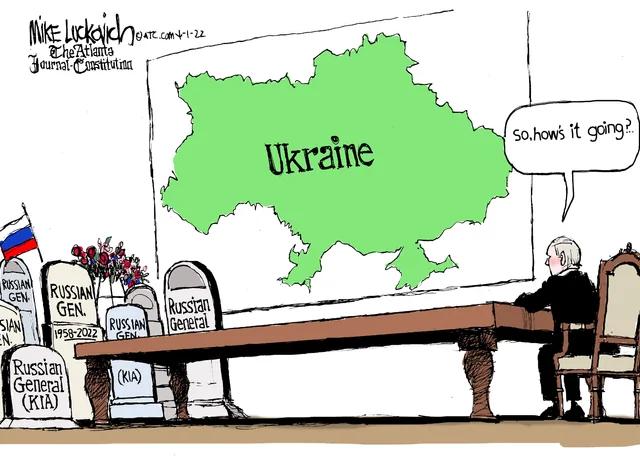 Mike Luckovich ©AJC.com 4-1-22
The Atlanta
Journal-Constitution
Ukraine
So, how's it going?..
GEN.
RUSSIAN
GEN.
1958-2022
Russian
General
(KIA)
RUSSIAN
GEN.
(KIA)
Russian
General